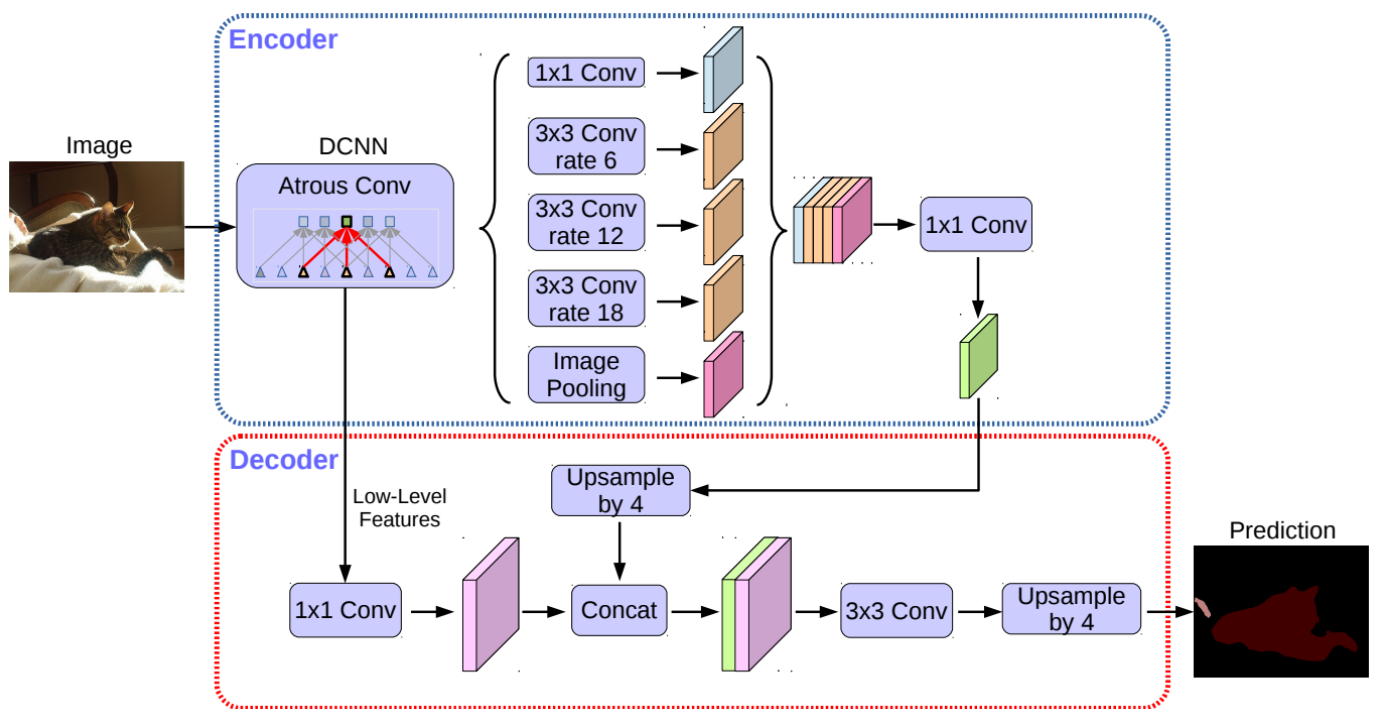 Encoder
Image
DCNN
Atrous Conv
1x1 Conv
3x3 Conv
rate 6
3x3 Conv
rate 12
3x3 Conv
rate 18
Image
Pooling
1x1 Conv
Decoder
Low-Level
Features
Upsample
by 4
1x1 Conv
Concat
3x3 Conv
Upsample
by 4
Prediction